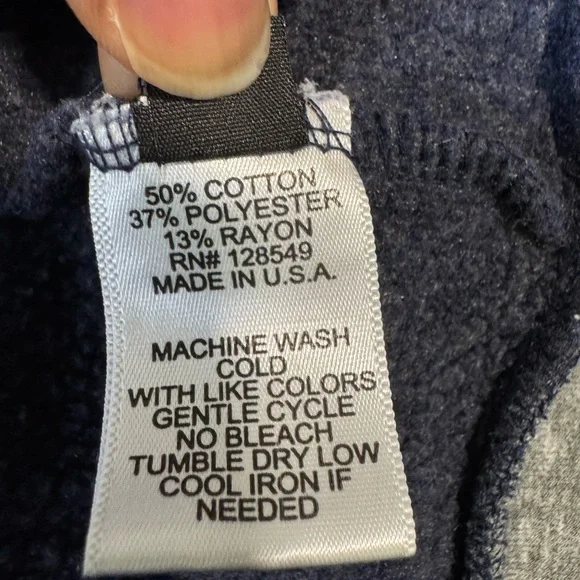 50% COTTON
37% POLYESTER
13% RAYON
RN# 128549
MADE IN U.S.A.
MACHINE WASH
COLD
WITH LIKE COLORS
GENTLE CYCLE
NO BLEACH
TUMBLE DRY LOW
COOL IRON IF
NEEDED